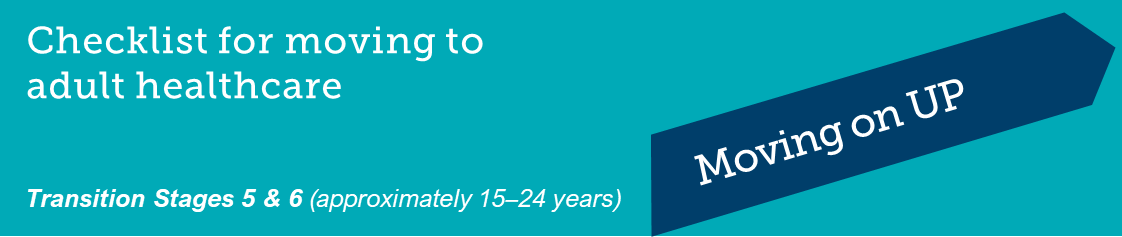 Checklist for moving to
adult healthcare
Moving on UP
Transition Stages 5 & 6 (approximately 15–24 years)